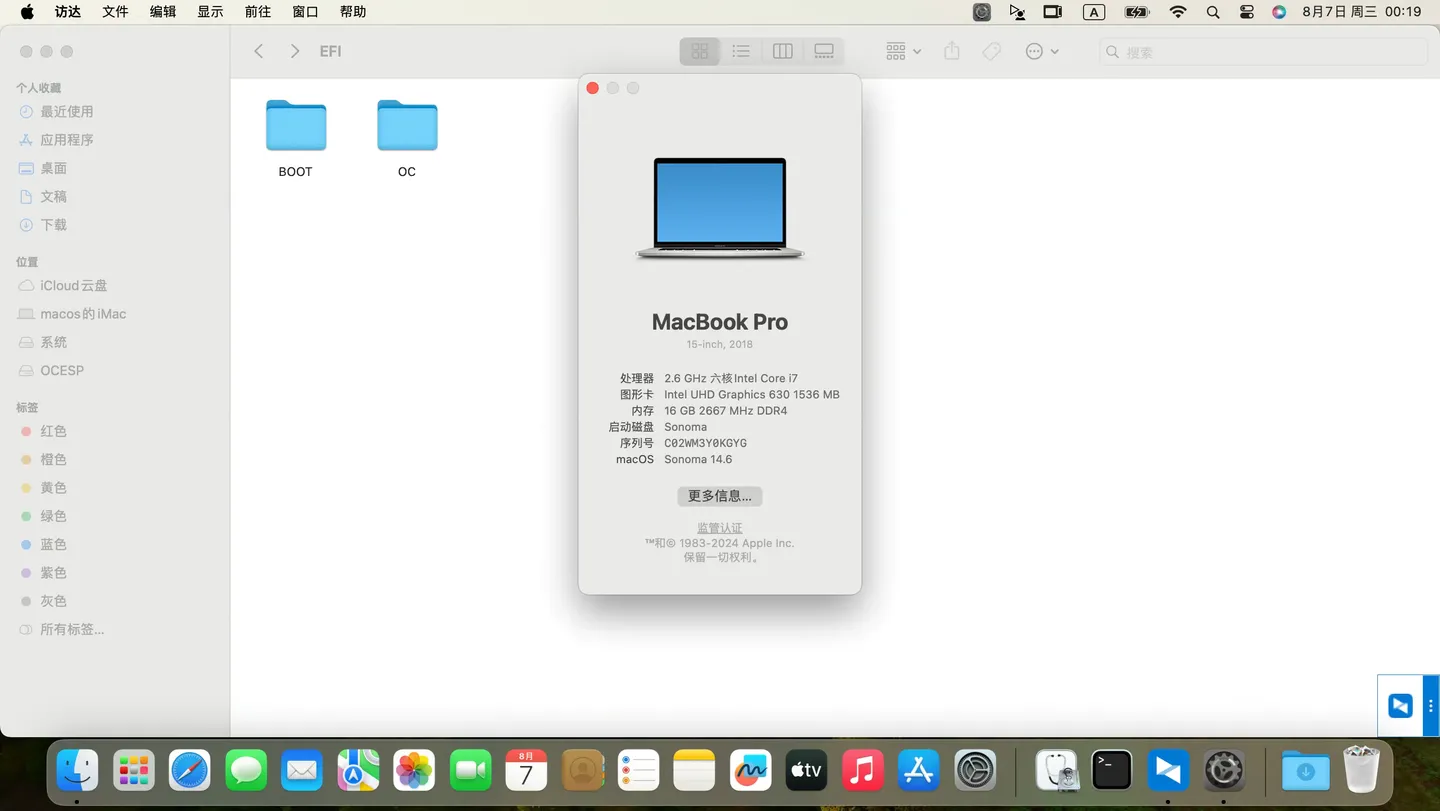 访达 文件 编辑 显示 前往 窗口 帮助 A 8月7日 周三 00:19
EFI
搜索
个人收藏
最近使用
应用程序
桌面
文稿
下载
位置
iCloud云盘
macos的iMac
系统
OCESP
标签
红色
橙色
黄色
绿色
蓝色
紫色
灰色
所有标签...
BOOT OC
MacBook Pro
15-inch, 2018
处理器 2.6 GHz 六核Intel Core i7
图形卡 Intel UHD Graphics 630 1536 MB
内存 16 GB 2667 MHz DDR4
启动磁盘 Sonoma
序列号 C02WM3Y0KGYG
macOS Sonoma 14.6
更多信息...
监管认证
™和© 1983-2024 Apple Inc.
保留一切权利。
8月
7
tv
>_